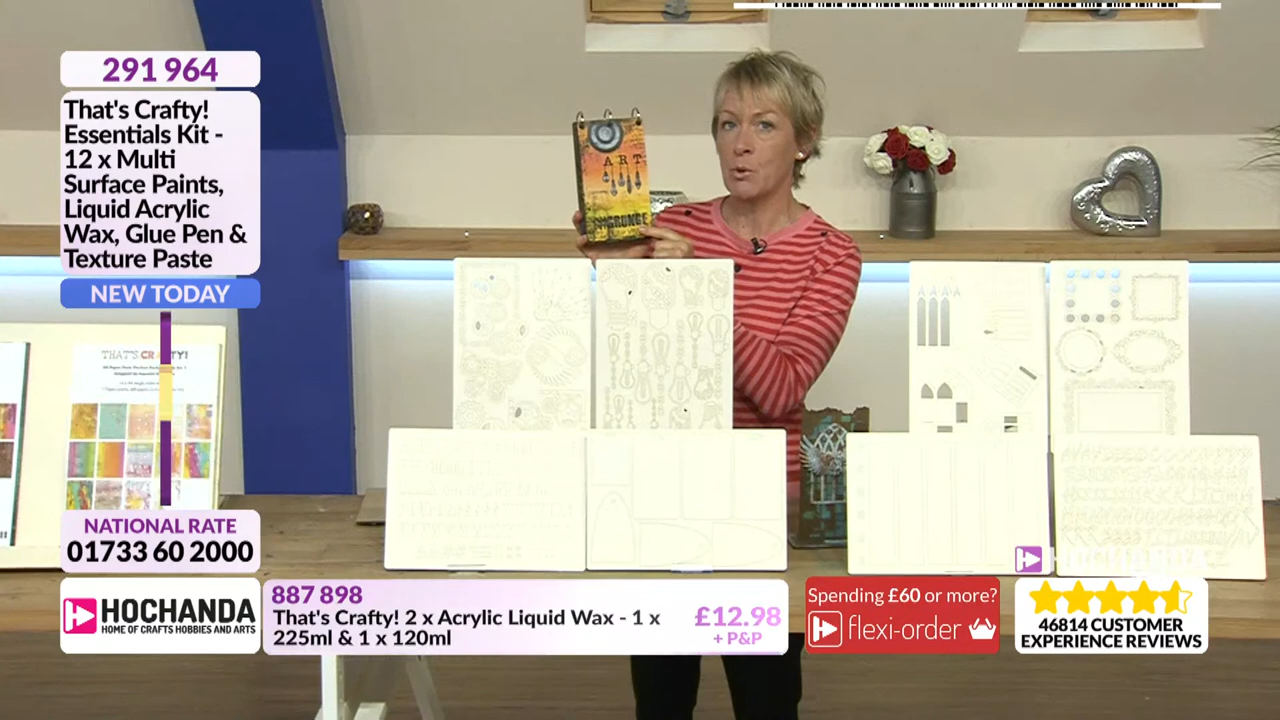 291 964
That's Crafty!
Essentials Kit -
12 x Multi
Surface Paints,
Liquid Acrylic
Wax, Glue Pen &
Texture Paste
NEW TODAY
ART
GRUNGE
THAT'S CRAFTY!
NATIONAL RATE
01733 60 2000
HOCHANDA
HOME OF CRAFTS HOBBIES AND ARTS
887 898
That's Crafty! 2 x Acrylic Liquid Wax - 1 x
225ml & 1 x 120ml
£12.98
+ P&P
Spending £60 or more?
flexi-order
HOCHANDA
46814 CUSTOMER
EXPERIENCE REVIEWS